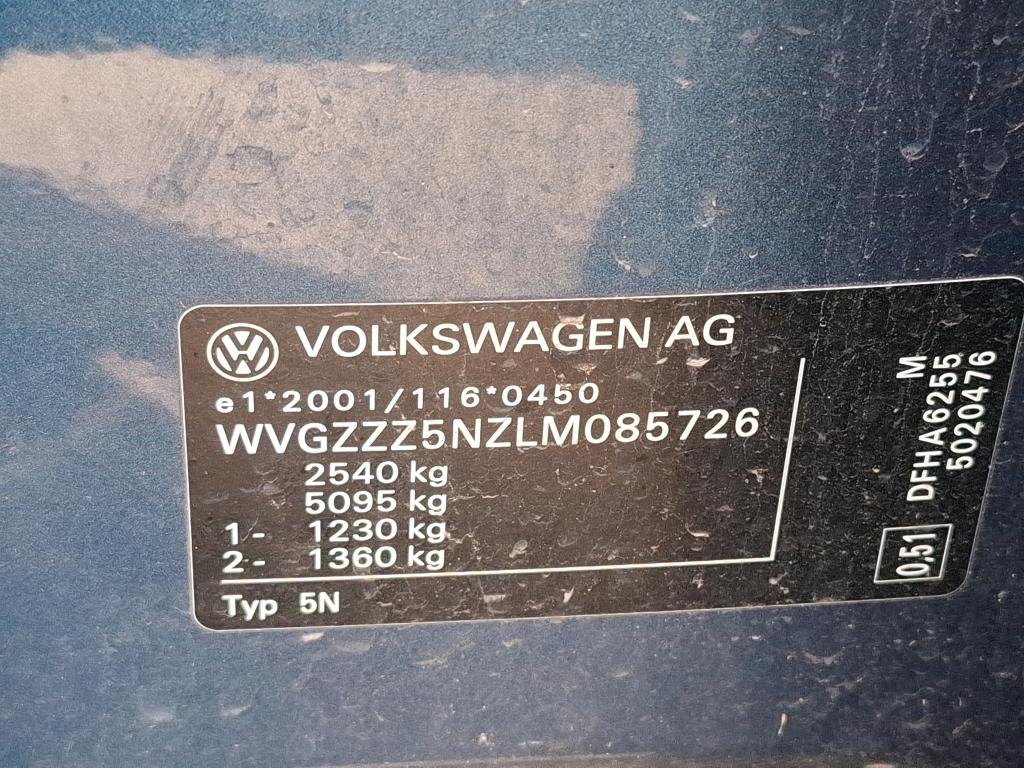 VOLKSWAGEN AG
e1*2001/116*0450
WVGZZZ5NZLM085726
2540 kg
5095 kg
1- 1230 kg
2- 1360 kg
Typ 5N
M
DFHA6255
5020476
0,51